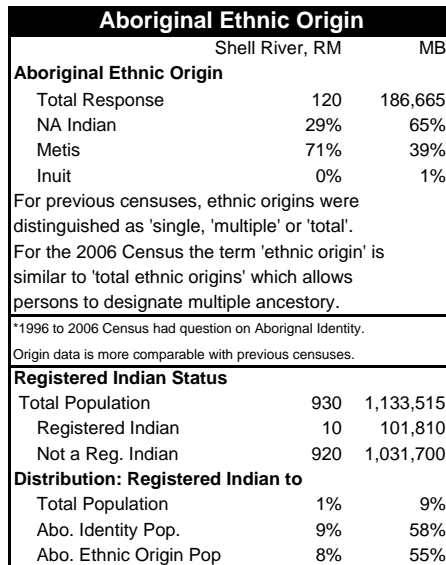 Aboriginal Ethnic Origin
Shell River, RM MB
Aboriginal Ethnic Origin
Total Response 120 186,665
NA Indian 29% 65%
Metis 71% 39%
Inuit 0% 1%
For previous censuses, ethnic origins were
distinguished as 'single, 'multiple' or 'total'.
For the 2006 Census the term 'ethnic origin' is
similar to 'total ethnic origins' which allows
persons to designate multiple ancestory.
*1996 to 2006 Census had question on Aborignal Identity.
Origin data is more comparable with previous censuses.
Registered Indian Status
Total Population 930 1,133,515
Registered Indian 10 101,810
Not a Reg. Indian 920 1,031,700
Distribution: Registered Indian to
Total Population 1% 9%
Abo. Identity Pop. 9% 58%
Abo. Ethnic Origin Pop 8% 55%